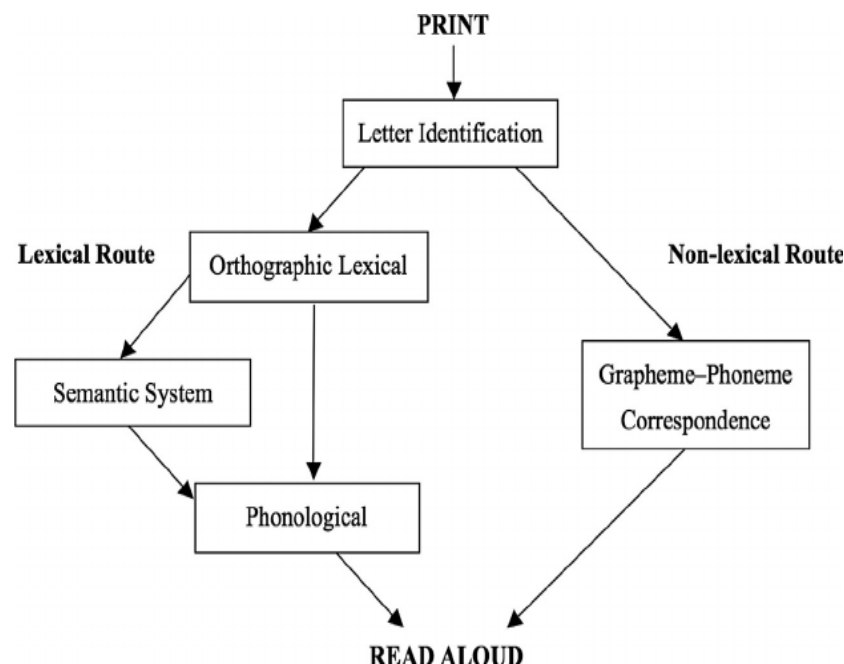 PRINT
Letter Identification
Lexical Route
Orthographic Lexical
Non-lexical Route
Semantic System
Grapheme–Phoneme
Correspondence
Phonological
READ ALOUD